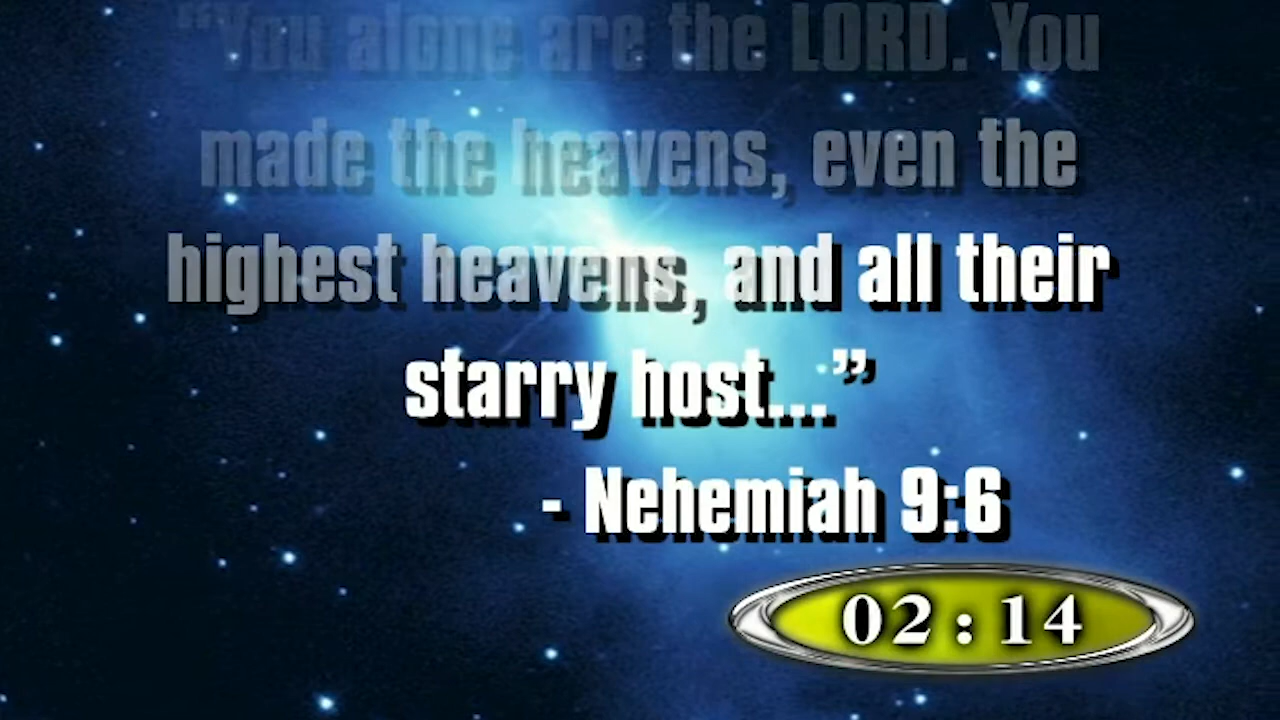 “You alone are the LORD. You
made the heavens, even the
highest heavens, and all their
starry host...”
- Nehemiah 9:6
02:14